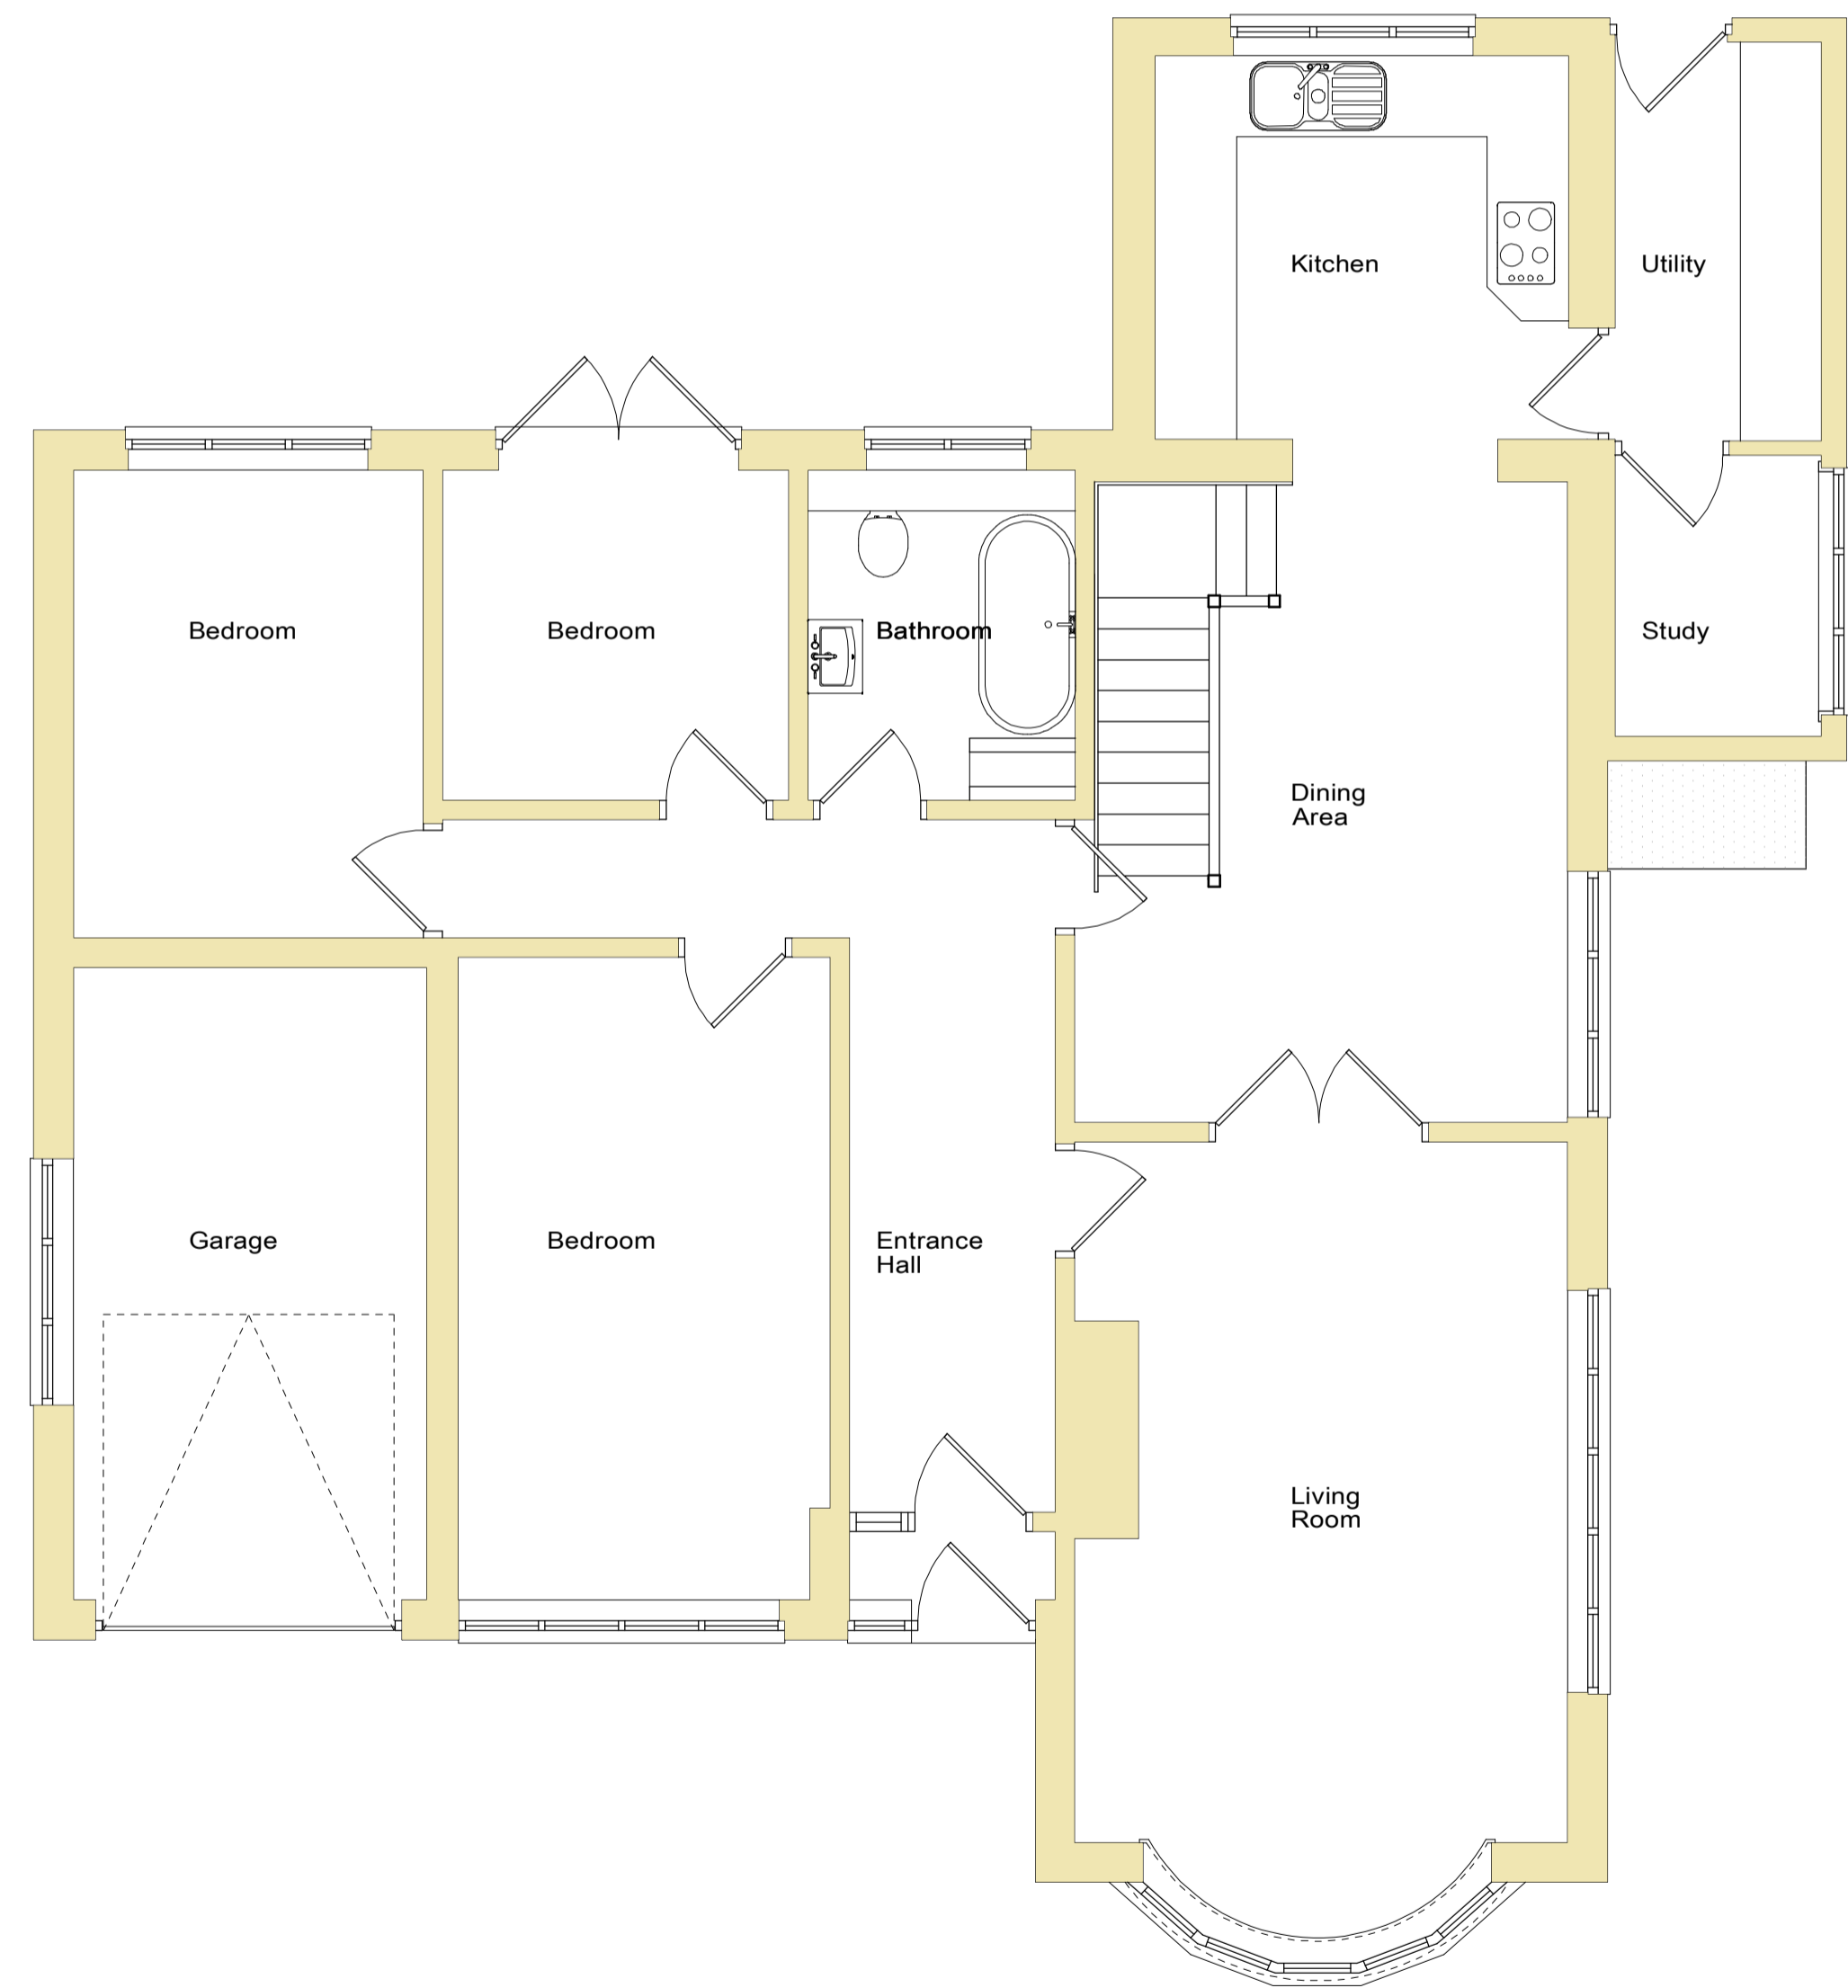 Kitchen
Utility
Bedroom
Bedroom
Bathroom
Study
Dining
Area
Garage
Bedroom
Entrance
Hall
Living
Room